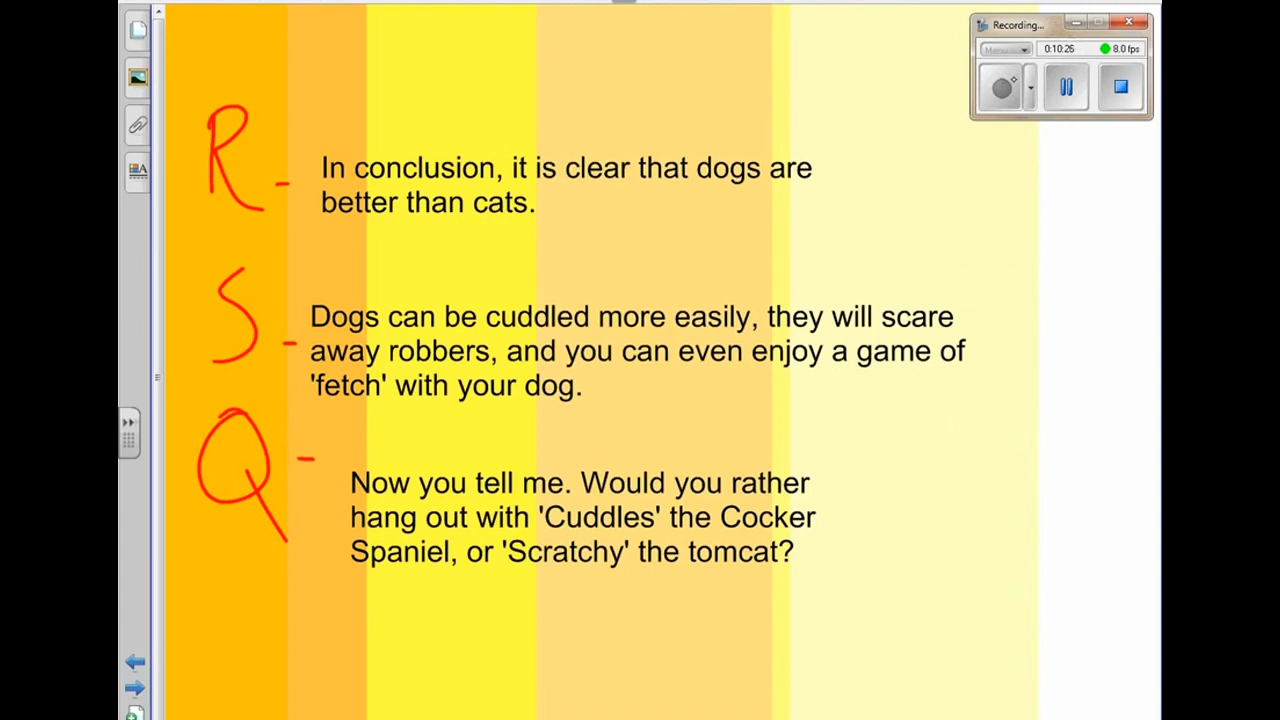 Recording...
Menu
0:10:26
8.0 fps
R - In conclusion, it is clear that dogs are
better than cats.
S - Dogs can be cuddled more easily, they will scare
away robbers, and you can even enjoy a game of
'fetch' with your dog.
Q - Now you tell me. Would you rather
hang out with 'Cuddles' the Cocker
Spaniel, or 'Scratchy' the tomcat?